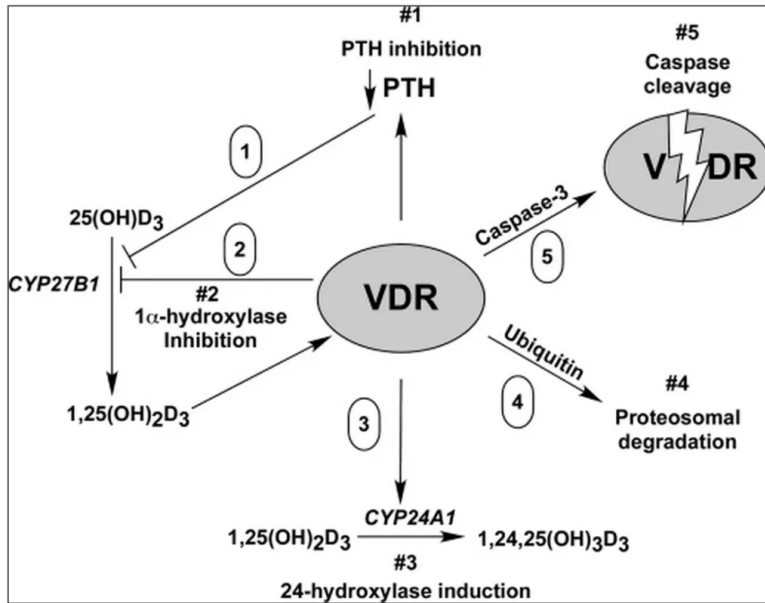 #1
PTH inhibition
PTH
#5
Caspase
cleavage
V DR
1
25(OH)D3
2
CYP27B1
#2
1α-hydroxylase
Inhibition
VDR
Caspase-3
5
Ubiquitin
4
#4
Proteosomal
degradation
1,25(OH)2D3
3
CYP24A1
1,25(OH)2D3
1,24,25(OH)3D3
#3
24-hydroxylase induction